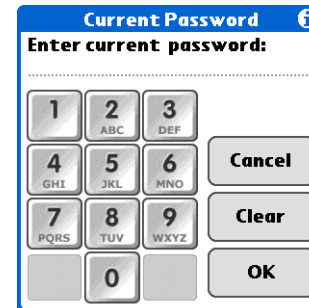 Current Password i
Enter current password:
1 2 ABC 3 DEF
4 GHI 5 JKL 6 MNO Cancel
7 PQRS 8 TUV 9 WXYZ Clear
0 OK